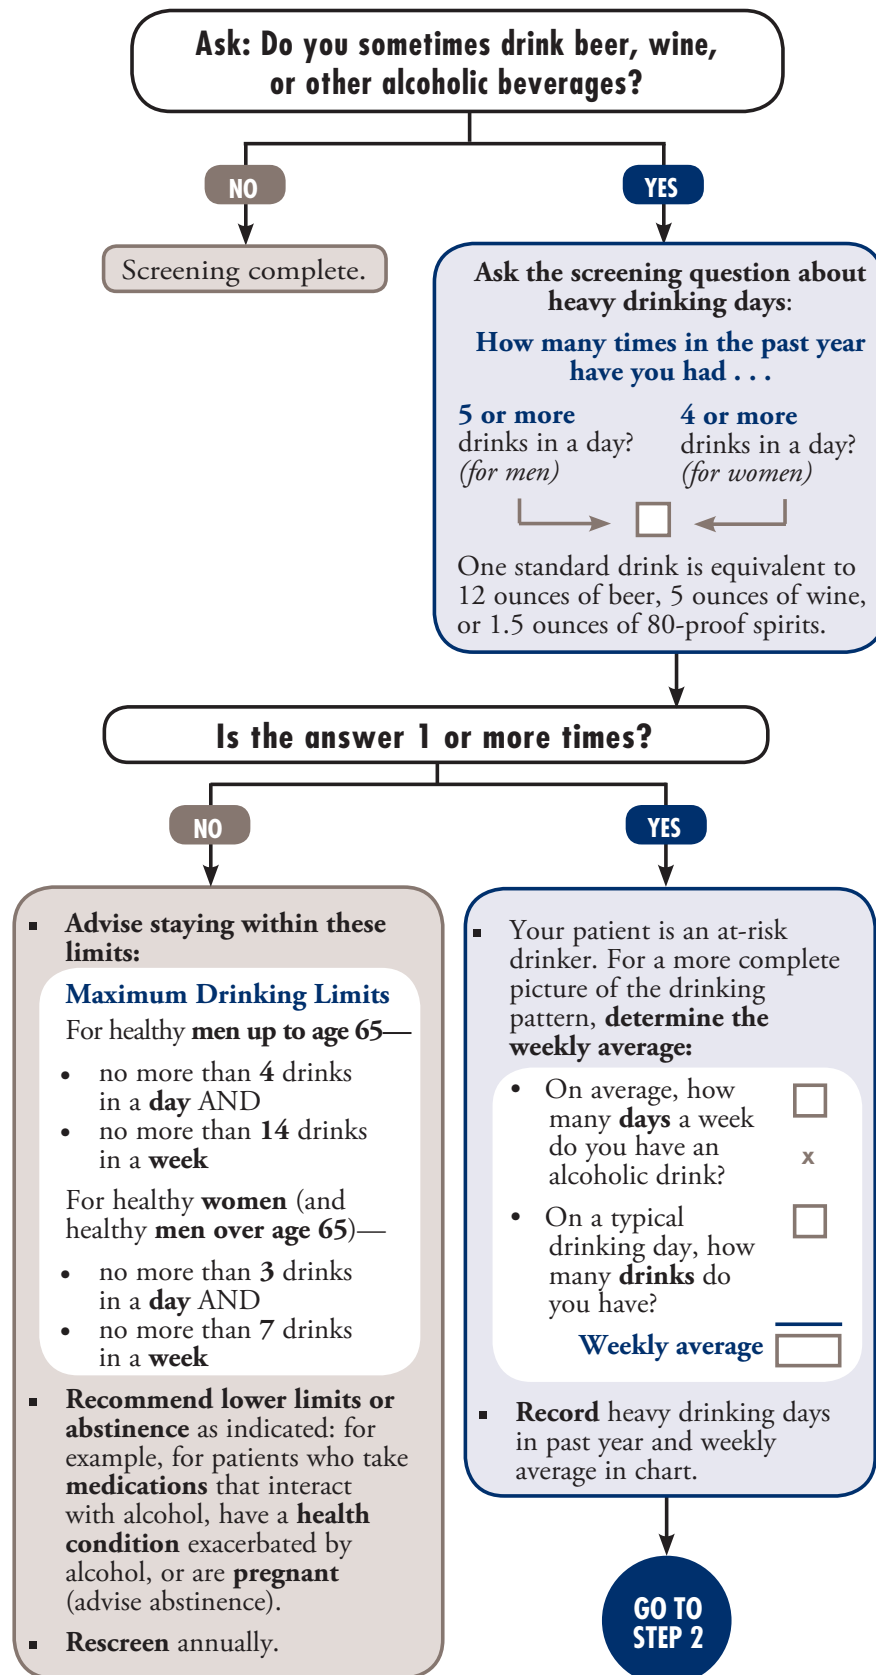 Ask: Do you sometimes drink beer, wine,
or other alcoholic beverages?
NO
YES
Screening complete.
Ask the screening question about
heavy drinking days:
How many times in the past year
have you had . . .
5 or more
drinks in a day?
(for men)
4 or more
drinks in a day?
(for women)
One standard drink is equivalent to
12 ounces of beer, 5 ounces of wine,
or 1.5 ounces of 80-proof spirits.
Is the answer 1 or more times?
NO
YES
▪ Advise staying within these
limits:
Maximum Drinking Limits
For healthy men up to age 65—
• no more than 4 drinks
in a day AND
• no more than 14 drinks
in a week
For healthy women (and
healthy men over age 65)—
• no more than 3 drinks
in a day AND
• no more than 7 drinks
in a week
▪ Recommend lower limits or
abstinence as indicated: for
example, for patients who take
medications that interact
with alcohol, have a health
condition exacerbated by
alcohol, or are pregnant
(advise abstinence).
▪ Rescreen annually.
▪ Your patient is an at-risk
drinker. For a more complete
picture of the drinking
pattern, determine the
weekly average:
• On average, how
many days a week
do you have an
alcoholic drink?
x
• On a typical
drinking day, how
many drinks do
you have?
Weekly average
▪ Record heavy drinking days
in past year and weekly
average in chart.
GO TO
STEP 2